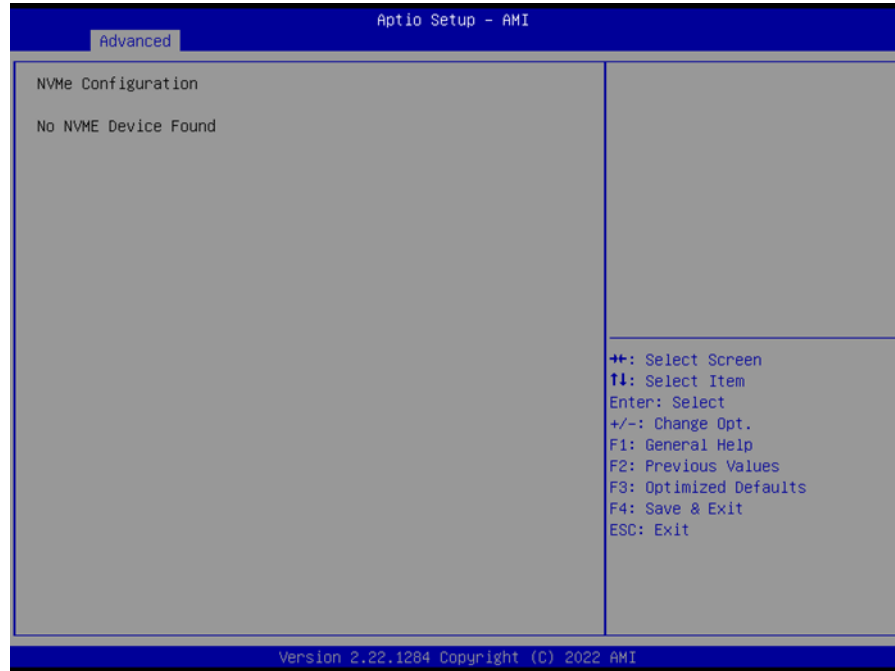 Aptio Setup – AMI
Advanced
NVMe Configuration
No NVME Device Found
→←: Select Screen
↑↓: Select Item
Enter: Select
+/-: Change Opt.
F1: General Help
F2: Previous Values
F3: Optimized Defaults
F4: Save & Exit
ESC: Exit
Version 2.22.1284 Copyright (C) 2022 AMI